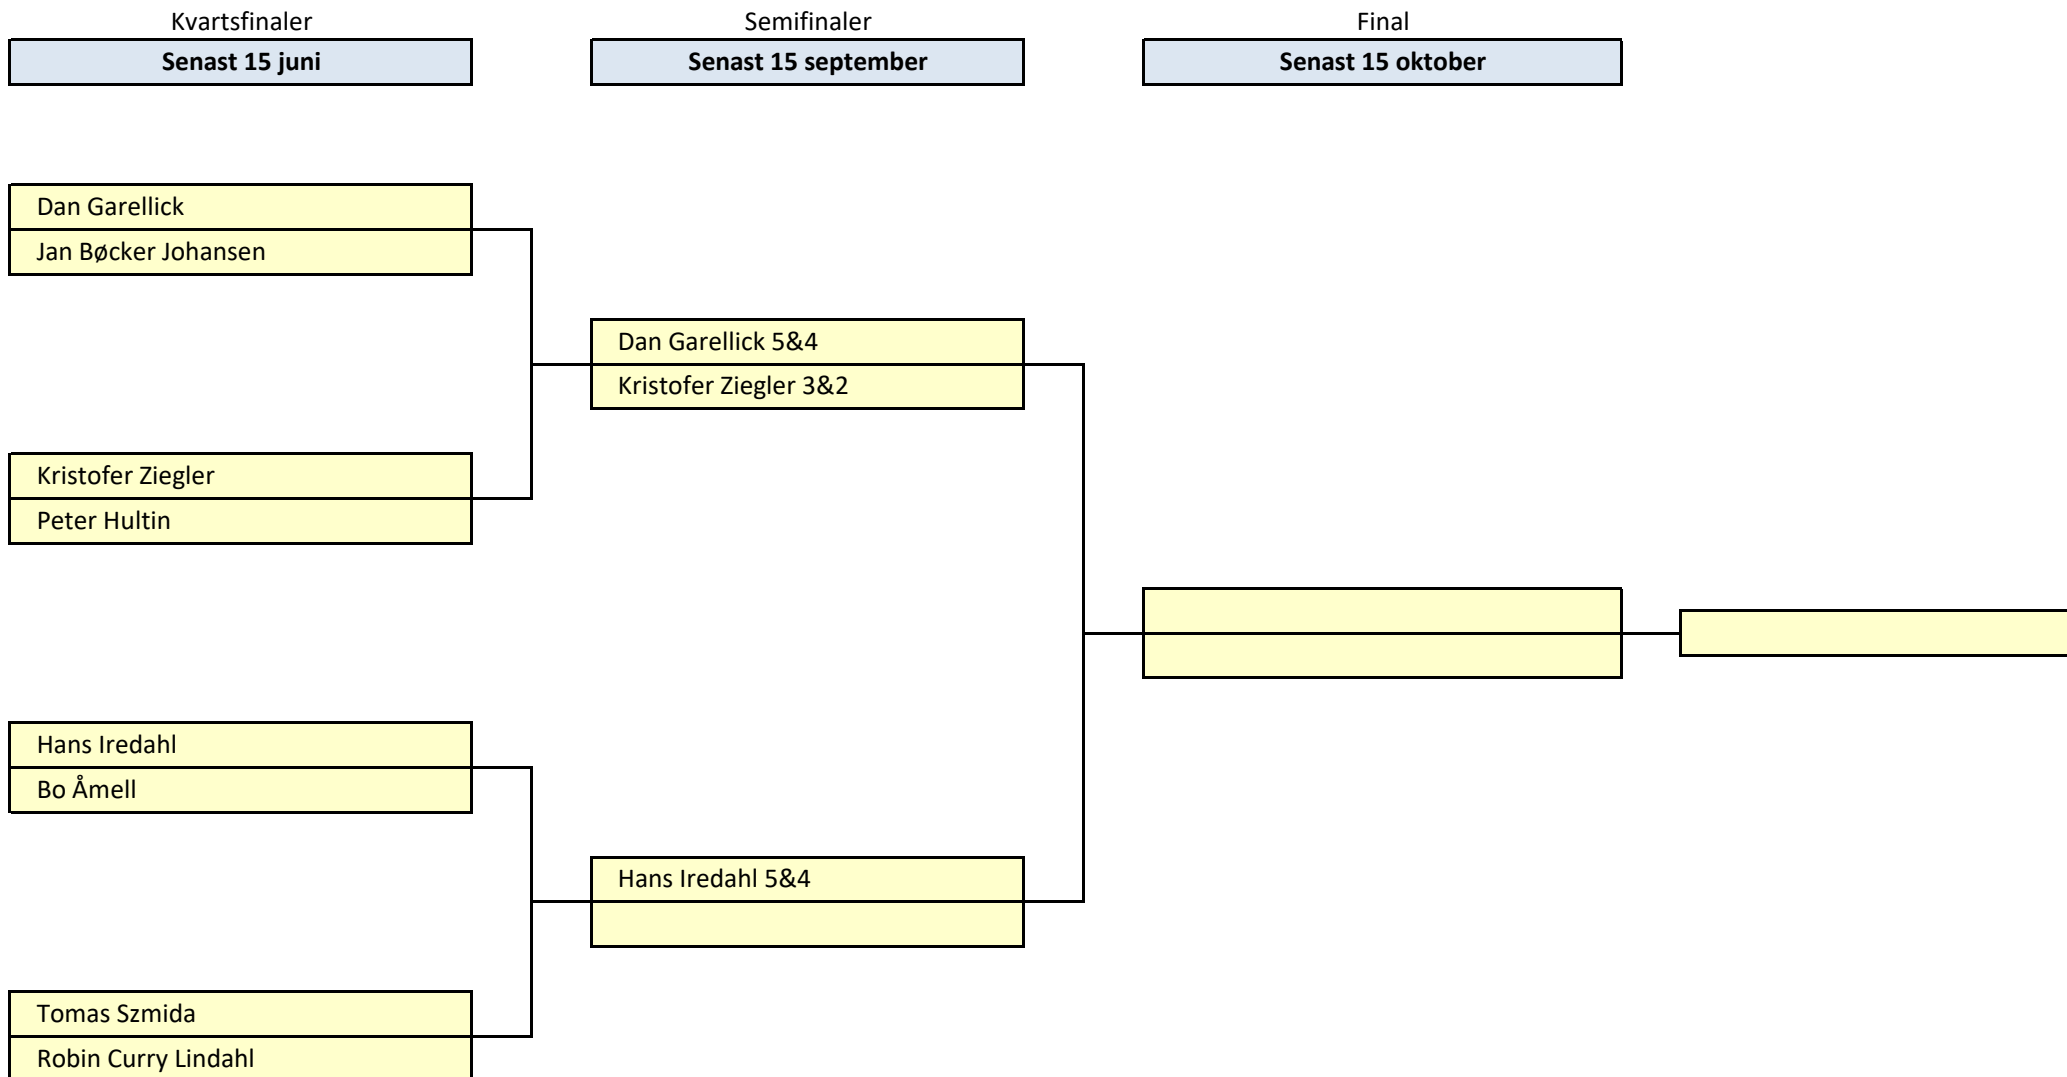 Kvartsfinaler
Semifinaler
Final
Senast 15 juni
Senast 15 september
Senast 15 oktober
Dan Garellick
Jan Bøcker Johansen
Dan Garellick 5&4
Kristofer Ziegler 3&2
Kristofer Ziegler
Peter Hultin
Hans Iredahl
Bo Åmell
Hans Iredahl 5&4
Tomas Szmida
Robin Curry Lindahl